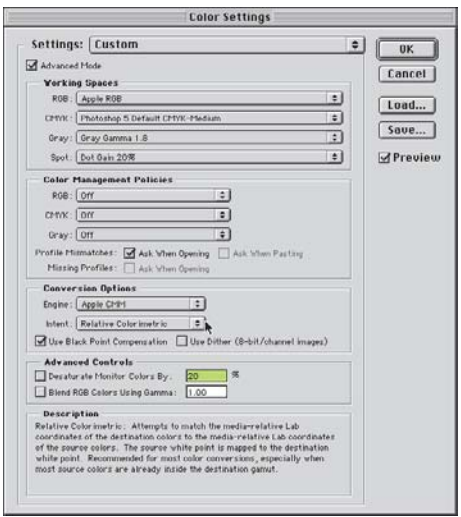 Color Settings
Settings: Custom
OK
Advanced Mode
Cancel
Working Spaces
RGB: Apple RGB
Load...
CMYK: Photoshop 5 Default CMYK-Medium
Save...
Gray: Gray Gamma 1.8
Spot: Dot Gain 20%
Preview
Color Management Policies
RGB: Off
CMYK: Off
Gray: Off
Profile Mismatches: Ask When Opening Ask When Pasting
Missing Profiles: Ask When Opening
Conversion Options
Engine: Apple CMM
Intent: Relative Colorimetric
Use Black Point Compensation Use Dither (8-bit/channel images)
Advanced Controls
Desaturate Monitor Colors By: 20 %
Blend RGB Colors Using Gamma: 1.00
Description
Relative Colorimetric: Attempts to match the media-relative Lab
coordinates of the destination colors to the media-relative Lab coordinates
of the source colors. The source white point is mapped to the destination
white point. Recommended for most color conversions, especially when
most source colors are already inside the destination gamut.